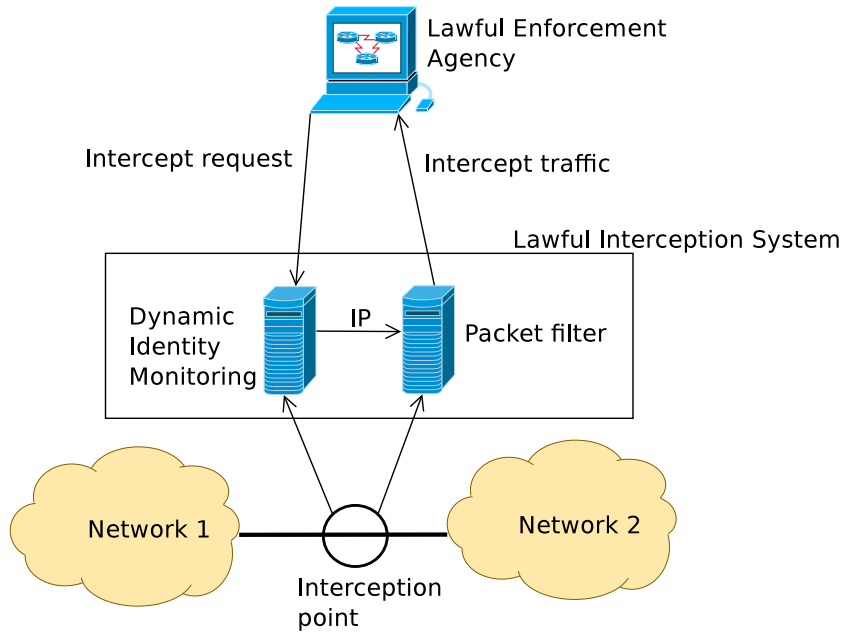 Lawful Enforcement
Agency
Intercept request
Intercept traffic
Lawful Interception System
Dynamic
Identity
Monitoring
IP
Packet filter
Network 1
Network 2
Interception
point